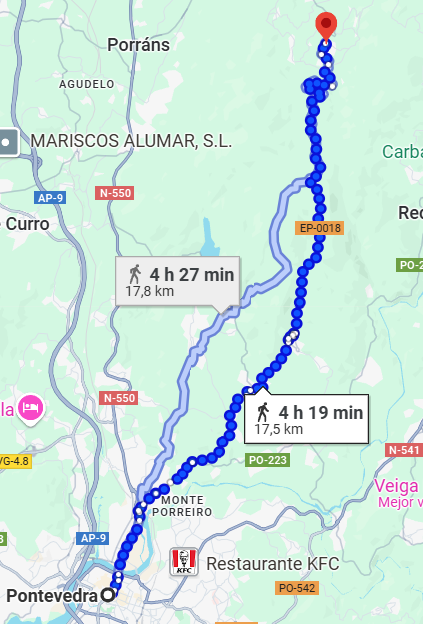 Porráns
AGUDELO
MARISCOS ALUMAR, S.L.
Carba
AP-9
N-550
Curro
Rec
EP-0018
PO-2
4 h 27 min
17,8 km
N-550
la
4 h 19 min
17,5 km
VG-4.8
PO-223
N-541
MONTE
PORREIRO
Veiga
Mejor v
AP-9
KFC
Restaurante KFC
PO-542
Pontevedra